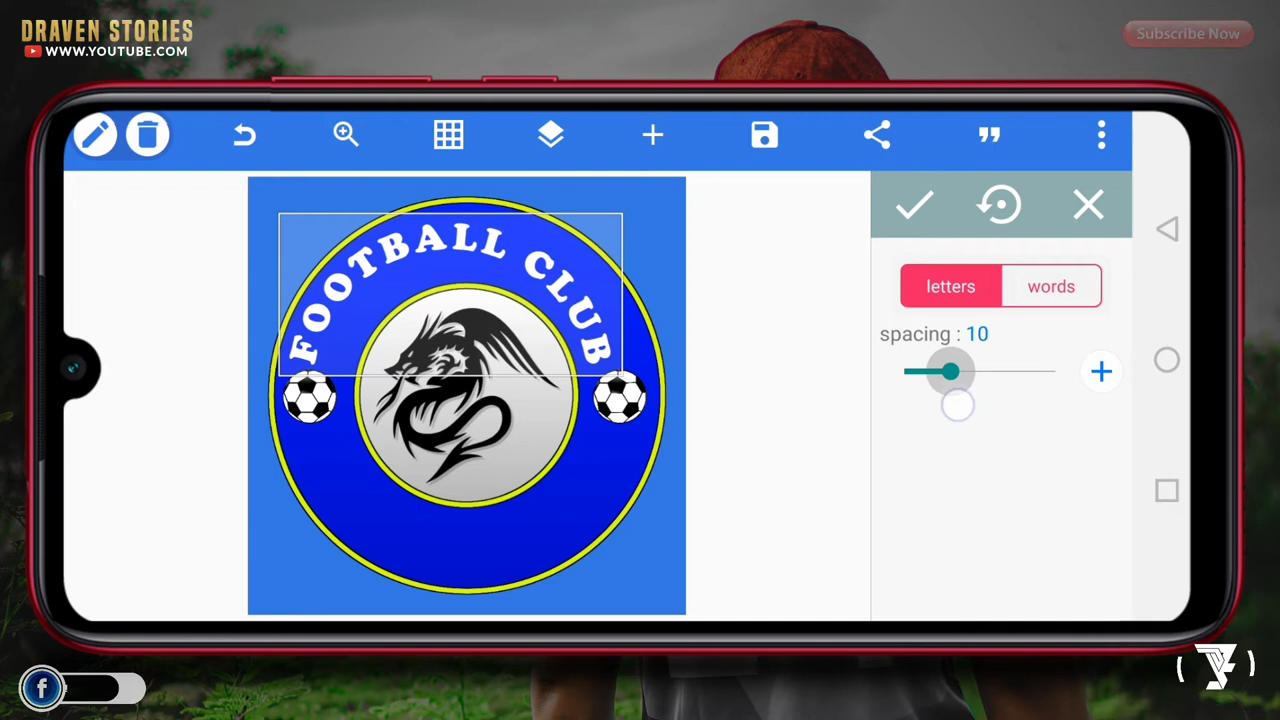 DRAVEN STORIES
WWW.YOUTUBE.COM
Subscribe Now
FOOTBALL CLUB
letters
words
spacing : 10